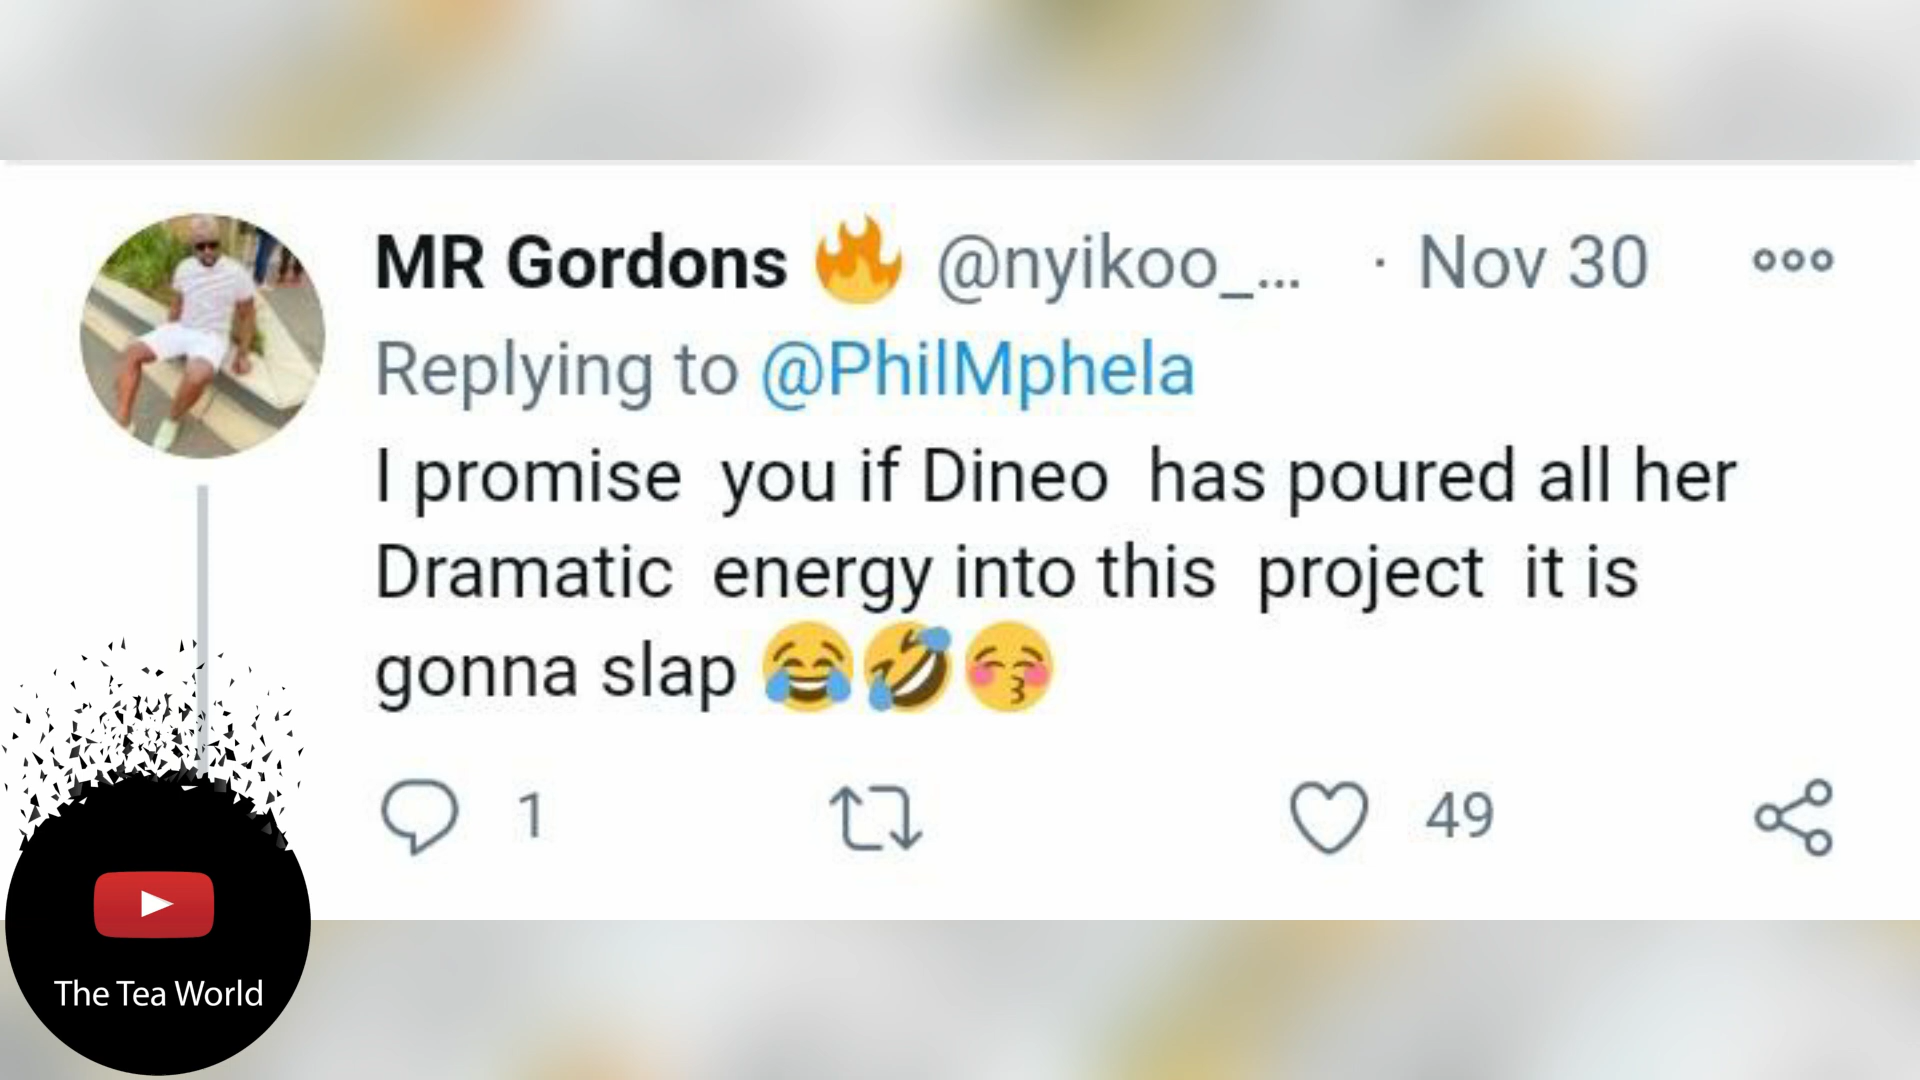 MR Gordons 🔥 @nyikoo_... · Nov 30
Replying to @PhilMphela
I promise you if Dineo has poured all her
Dramatic energy into this project it is
gonna slap 😂🤣😚
1 49
The Tea World